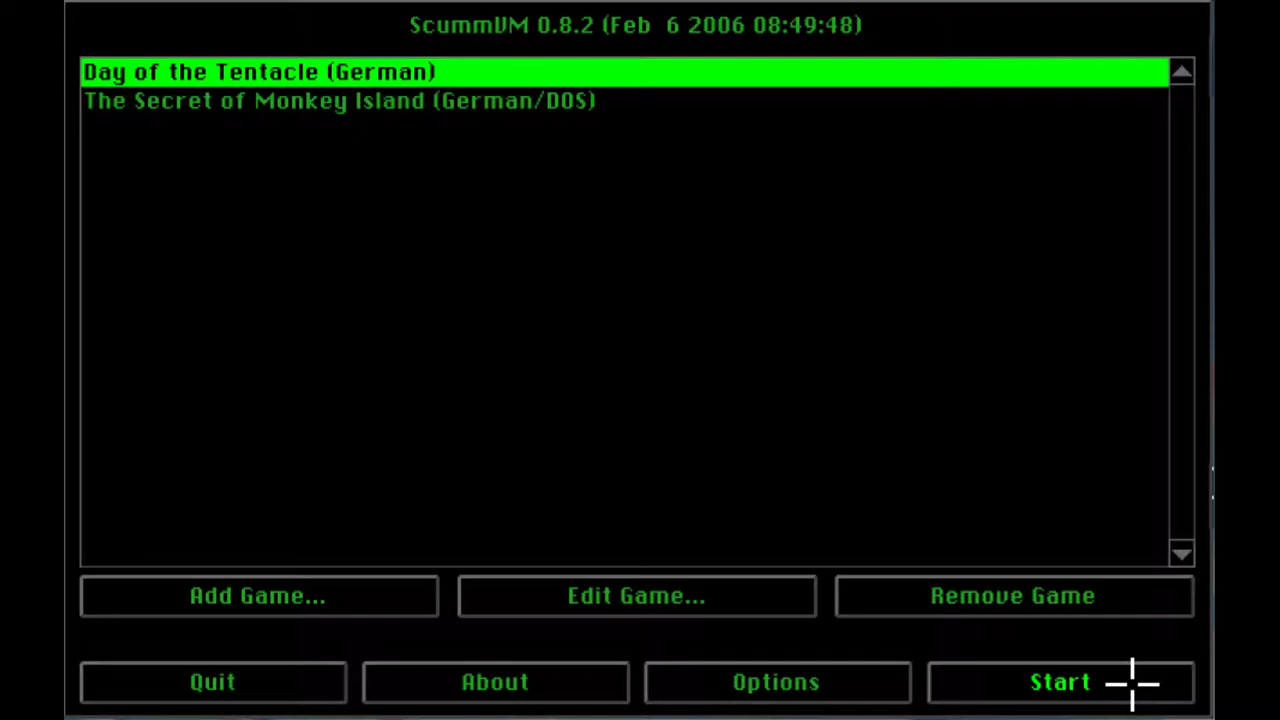 ScummVM 0.8.2 (Feb  6 2006 08:49:48)
Day of the Tentacle (German)
The Secret of Monkey Island (German/DOS)
Add Game...
Edit Game...
Remove Game
Quit
About
Options
Start